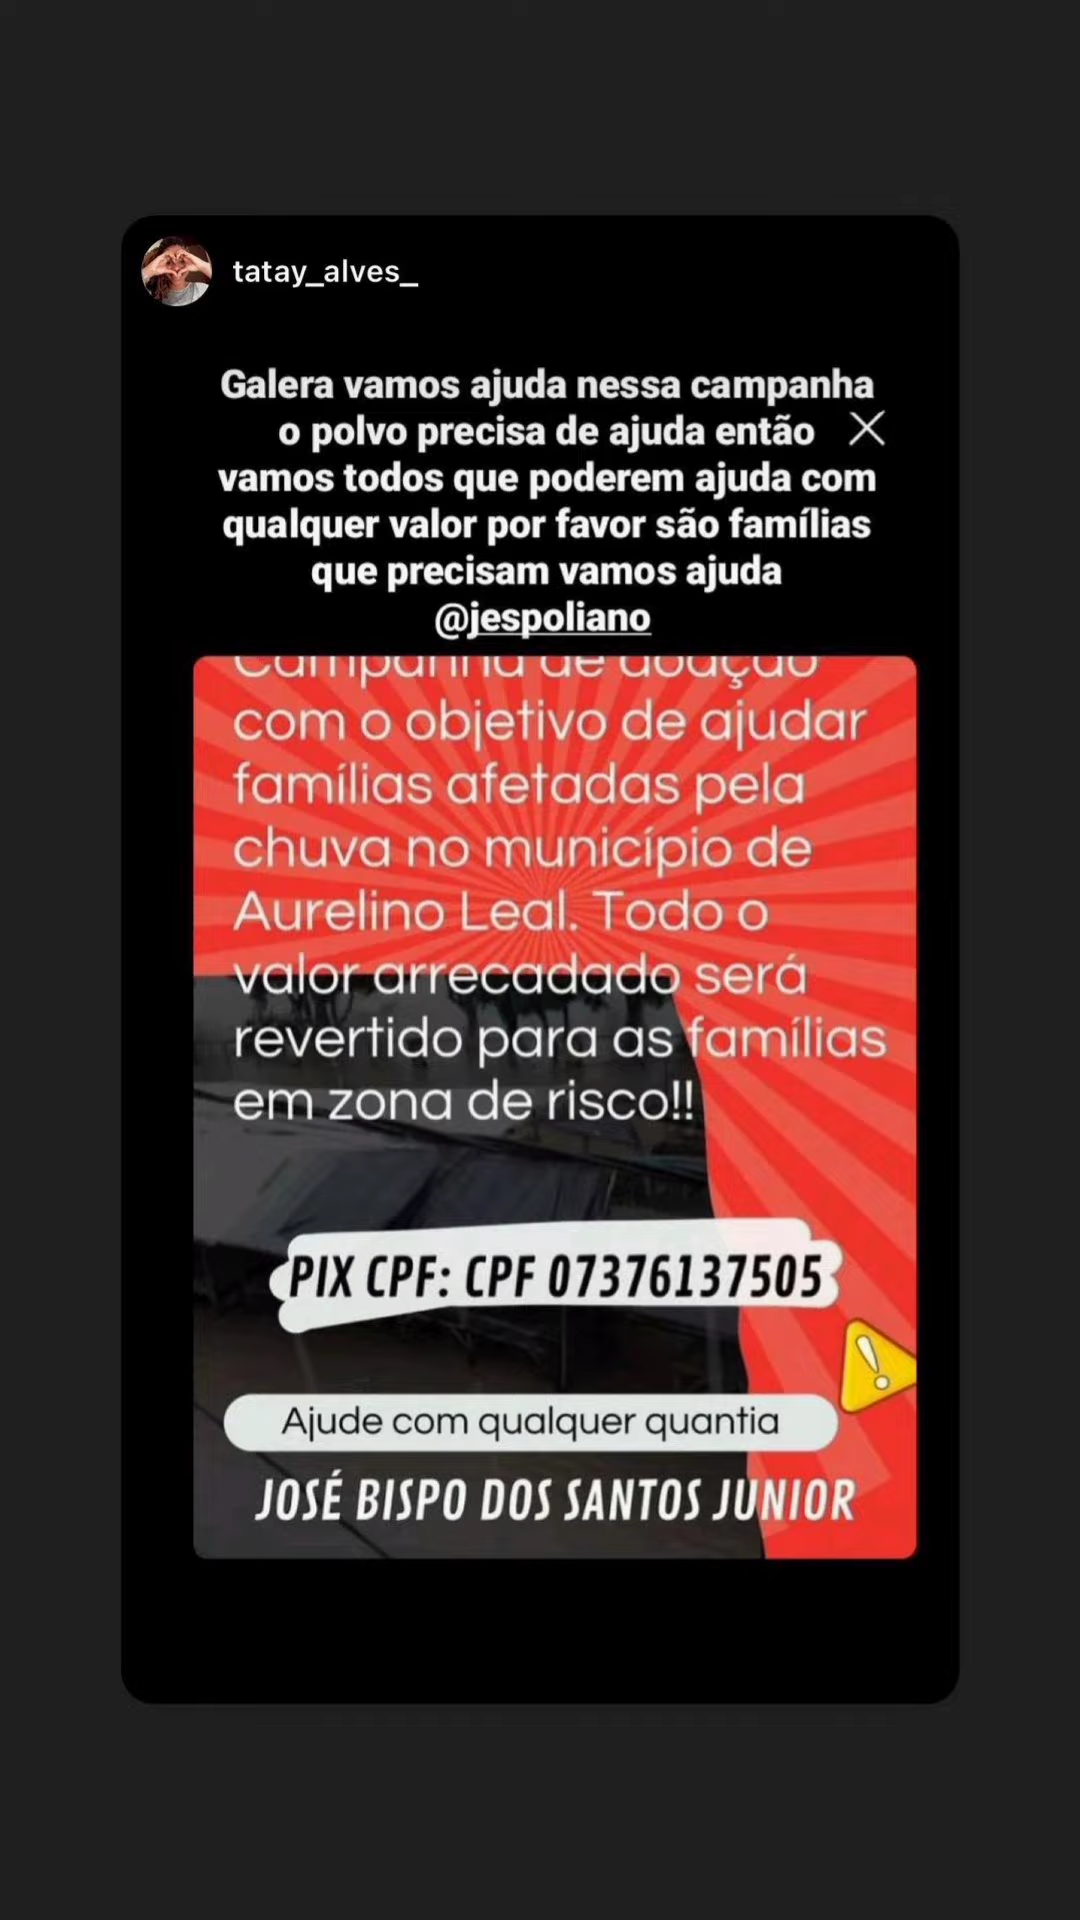 tatay_alves_
Galera vamos ajuda nessa campanha
o polvo precisa de ajuda então
vamos todos que poderem ajuda com
qualquer valor por favor são famílias
que precisam vamos ajuda
@jespoliano
Campanha de doação
com o objetivo de ajudar
famílias afetadas pela
chuva no município de
Aurelino Leal. Todo o
valor arrecadado será
revertido para as famílias
em zona de risco!!
PIX CPF: CPF 07376137505
Ajude com qualquer quantia
JOSÉ BISPO DOS SANTOS JUNIOR